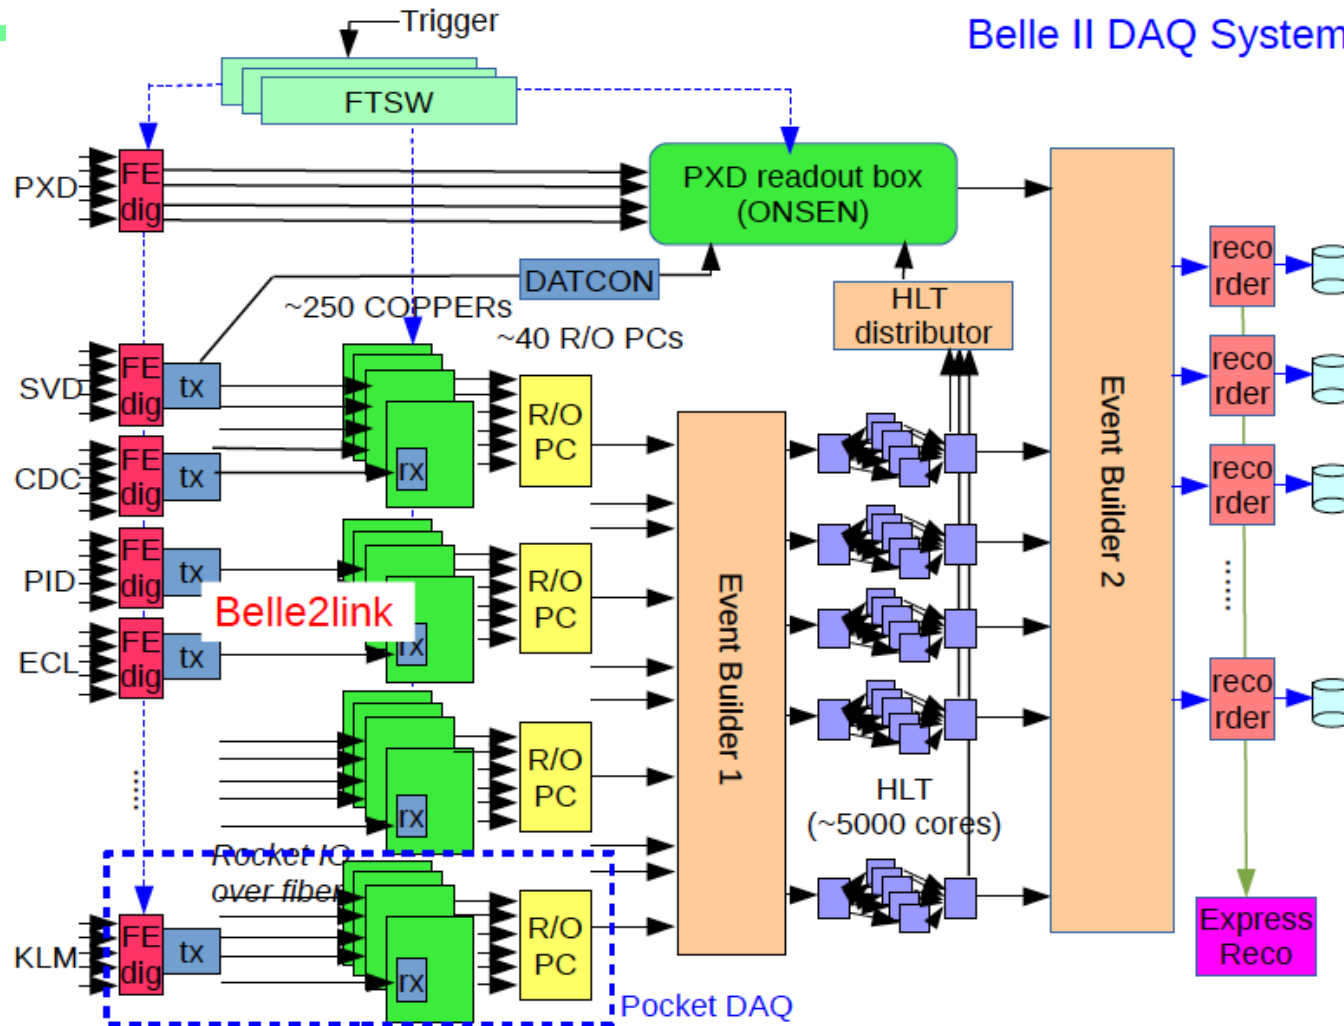 Trigger
Belle II DAQ System
FTSW
PXD
FE
dig
PXD readout box
(ONSEN)
DATCON
~250 COPPERs
~40 R/O PCs
HLT
distributor
reco
rder
SVD
FE
dig
tx
R/O
PC
rx
reco
rder
CDC
FE
dig
tx
Event Builder 1
Event Builder 2
reco
rder
PID
FE
dig
tx
R/O
PC
Belle2link
rx
ECL
FE
dig
tx
reco
rder
R/O
PC
rx
HLT
(~5000 cores)
Rocket IO
over fiber
KLM
FE
dig
tx
R/O
PC
rx
Express
Reco
Pocket DAQ